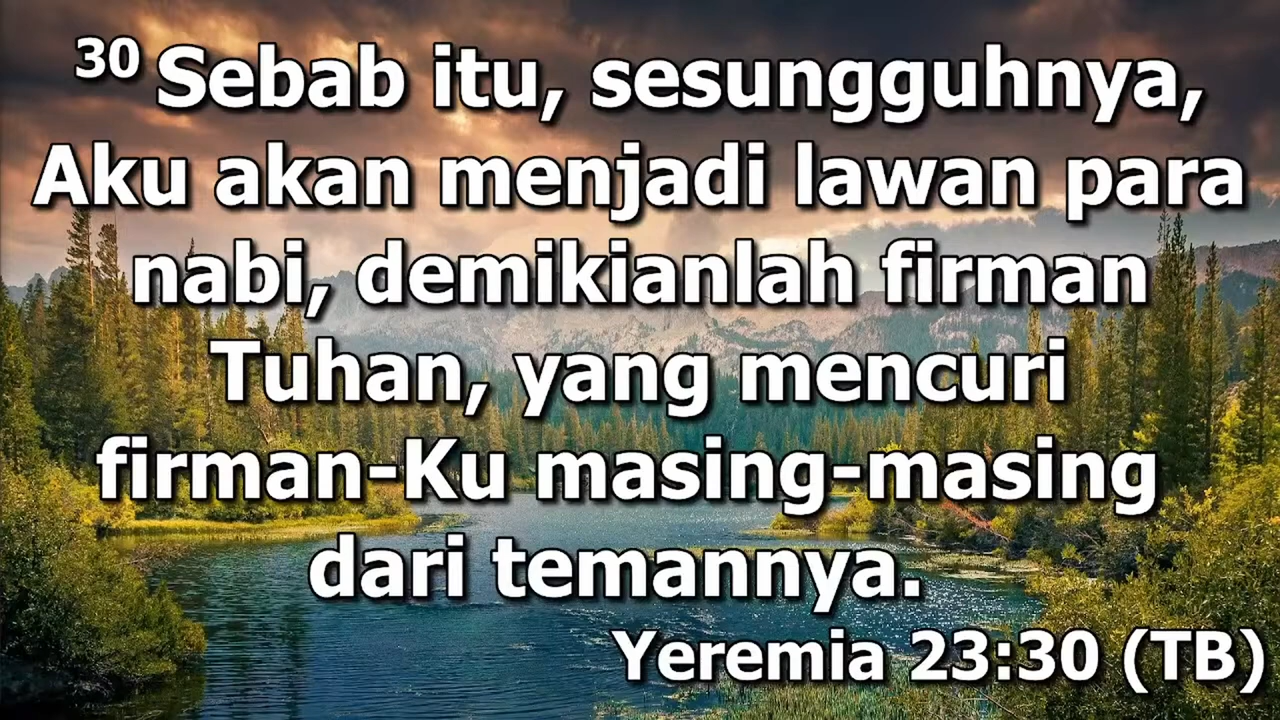 30 Sebab itu, sesungguhnya,
Aku akan menjadi lawan para
nabi, demikianlah firman
Tuhan, yang mencuri
firman-Ku masing-masing
dari temannya.
Yeremia 23:30 (TB)